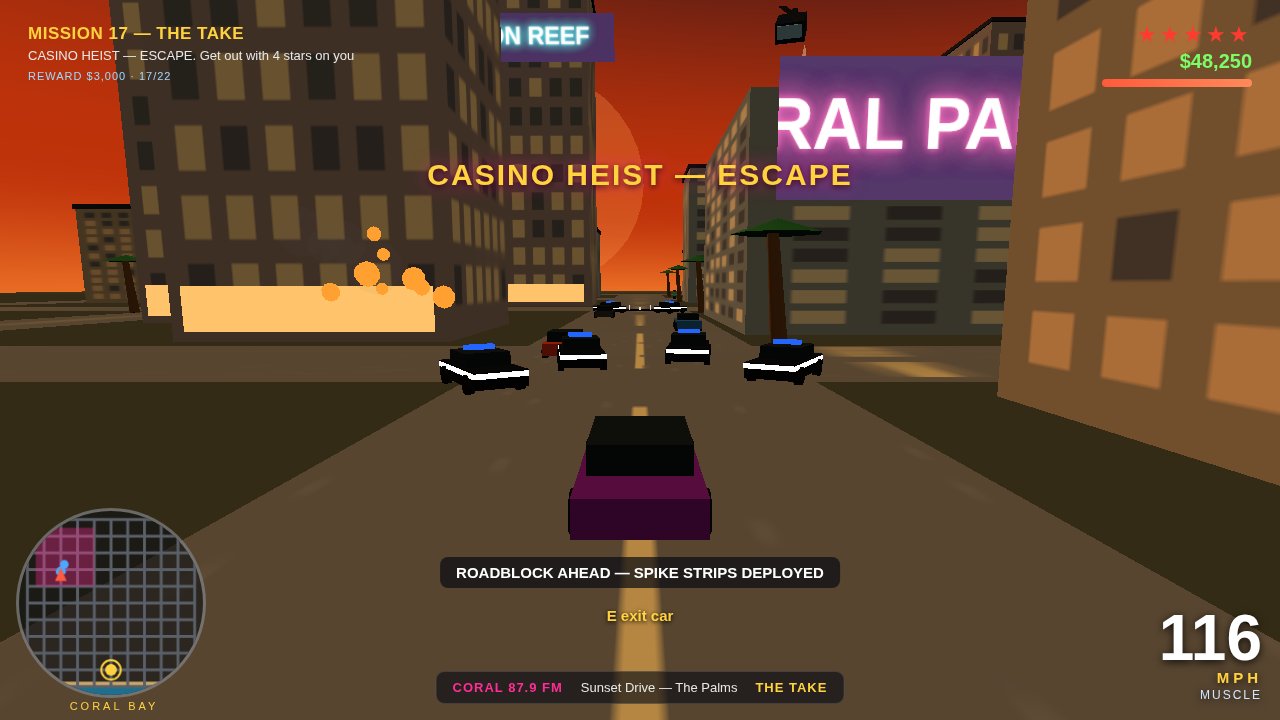 MISSION 17 — THE TAKE
CASINO HEIST — ESCAPE. Get out with 4 stars on you
REWARD $3,000 · 17/22
ON REEF
★★★★★
$48,250
RAL PA
CASINO HEIST — ESCAPE
ROADBLOCK AHEAD — SPIKE STRIPS DEPLOYED
E exit car
116
MPH
MUSCLE
CORAL 87.9 FM Sunset Drive — The Palms THE TAKE
CORAL BAY